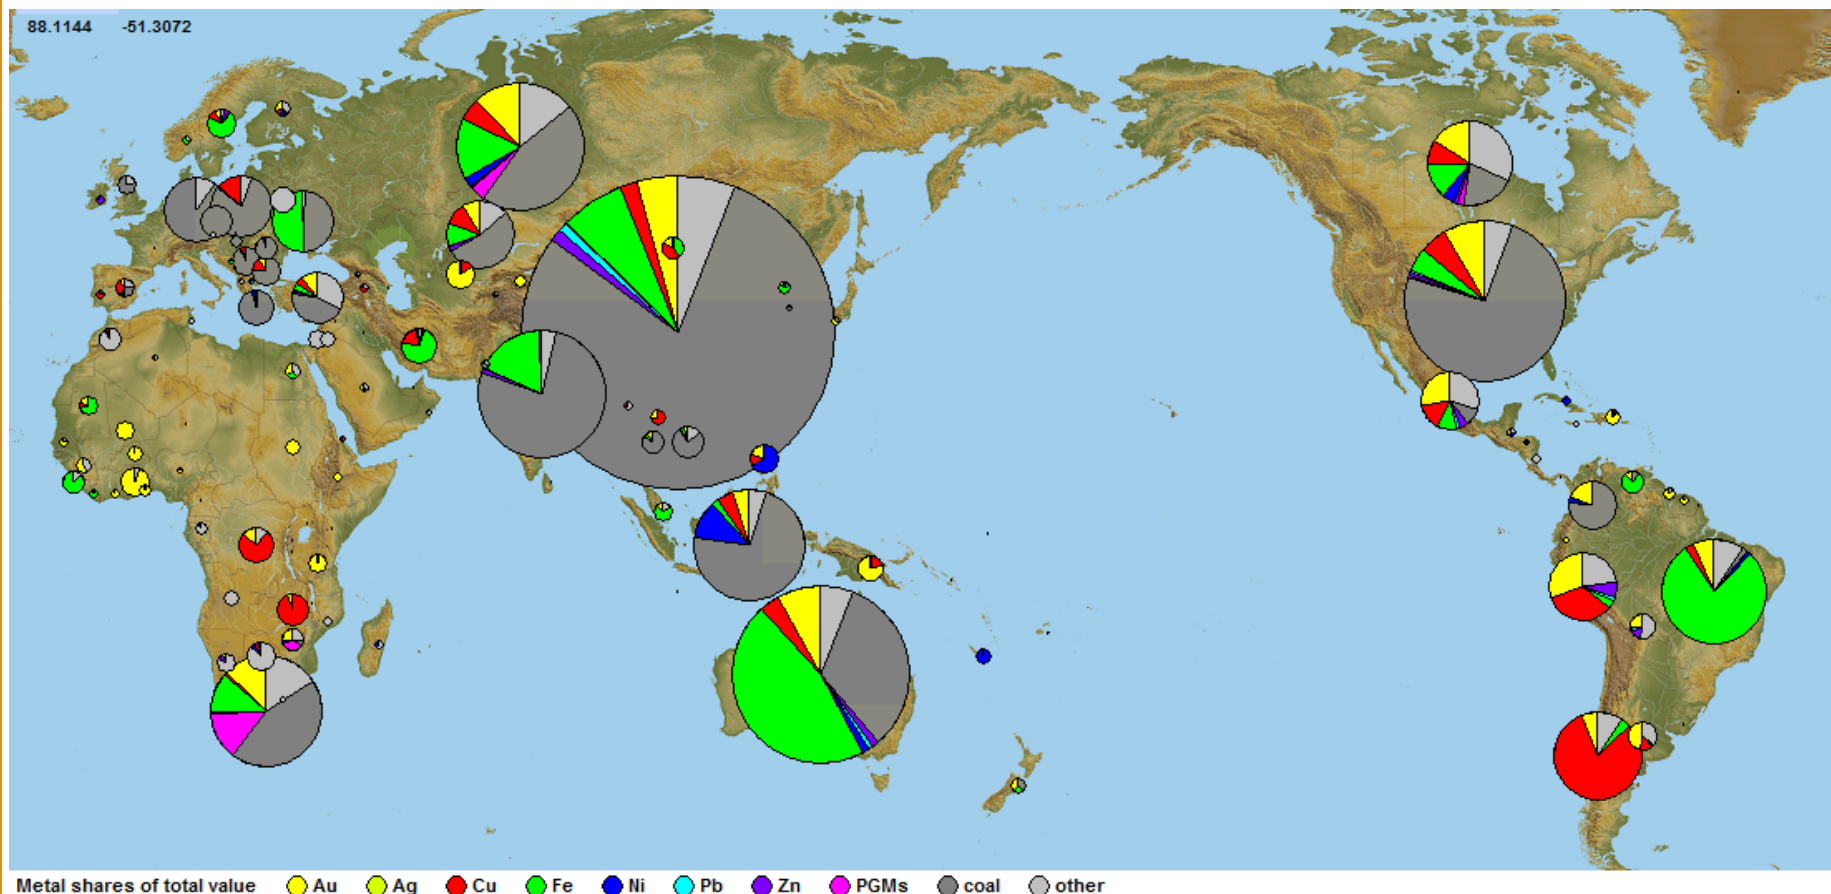 88.1144 -51.3072
Metal shares of total value Au Ag Cu Fe Ni Pb Zn PGMs coal other